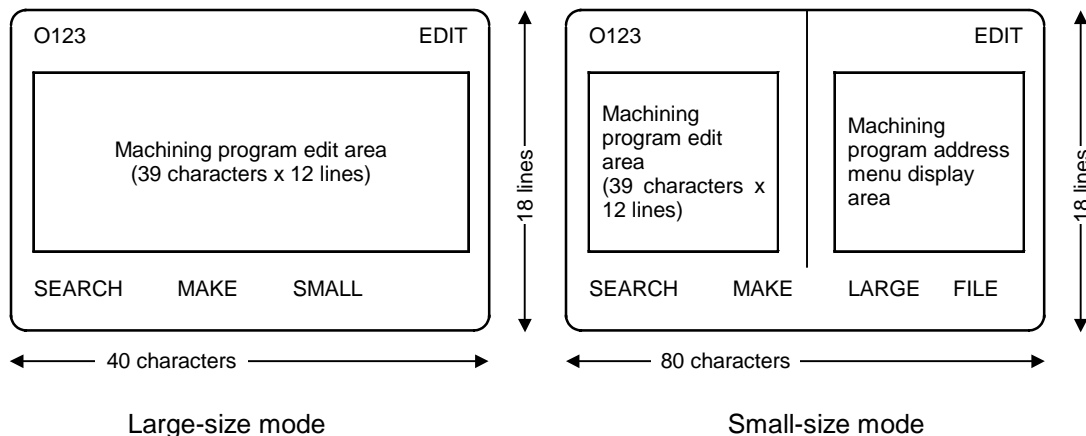 O123 EDIT
Machining program edit area
(39 characters x 12 lines)
SEARCH MAKE SMALL
18 lines
40 characters
Large-size mode
O123 EDIT
Machining
program edit
area
(39 characters x
12 lines)
Machining
program address
menu display
area
SEARCH MAKE LARGE FILE
18 lines
80 characters
Small-size mode